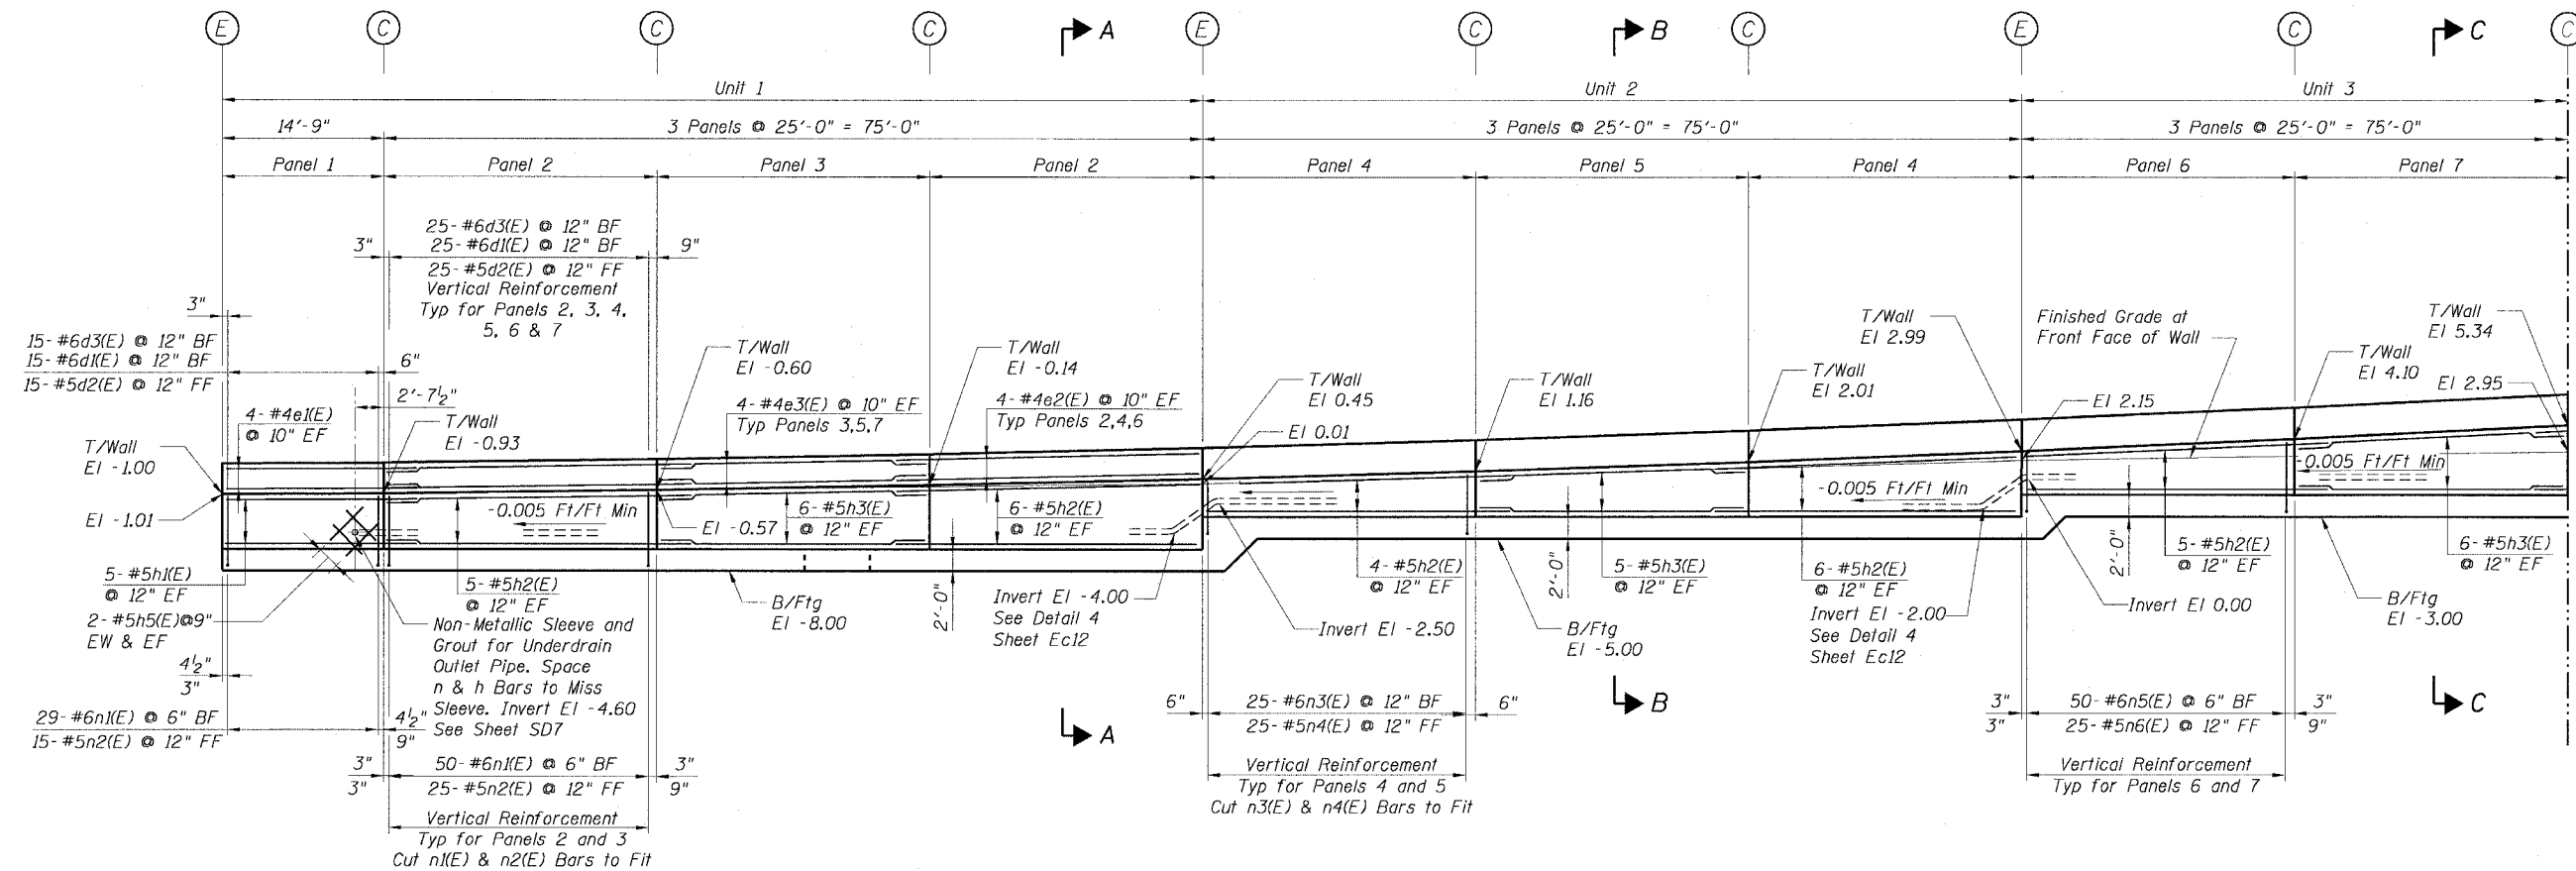 E C C C A E C B C E C C C
Unit 1 Unit 2 Unit 3
14'-9" 3 Panels @ 25'-0" = 75'-0" 3 Panels @ 25'-0" = 75'-0" 3 Panels @ 25'-0" = 75'-0"
Panel 1 Panel 2 Panel 3 Panel 2 Panel 4 Panel 5 Panel 4 Panel 6 Panel 7
25-#6d3(E) @ 12" BF
25-#6d1(E) @ 12" BF
3" 9"
25-#5d2(E) @ 12" FF
Vertical Reinforcement
Typ for Panels 2, 3, 4,
5, 6 & 7
3"
15-#6d3(E) @ 12" BF
15-#6d1(E) @ 12" BF
15-#5d2(E) @ 12" FF
6"
2'-7½"
4-#4e1(E)
@ 10" EF
T/Wall
El -1.00
El -1.01
T/Wall
El -0.93
T/Wall
El -0.60
4-#4e3(E) @ 10" EF
Typ Panels 3,5,7
T/Wall
El -0.14
4-#4e2(E) @ 10" EF
Typ Panels 2,4,6
T/Wall
El 0.45
El 0.01
T/Wall
El 1.16
T/Wall
El 2.01
T/Wall
El 2.99
Finished Grade at
Front Face of Wall
El 2.15
T/Wall
El 4.10
T/Wall
El 5.34
El 2.95
-0.005 Ft/Ft Min
El -0.57
6-#5h3(E)
@ 12" EF
6-#5h2(E)
@ 12" EF
-0.005 Ft/Ft Min
-0.005 Ft/Ft Min
5-#5h1(E)
@ 12" EF
2-#5h5(E)@9"
EW & EF
4½"
3"
5-#5h2(E)
@ 12" EF
Non-Metallic Sleeve and
Grout for Underdrain
Outlet Pipe. Space
n & h Bars to Miss
Sleeve. Invert El -4.60
See Sheet SD7
B/Ftg
El -8.00
2'-0"
Invert El -4.00
See Detail 4
Sheet Ec12
Invert El -2.50
4-#5h2(E)
@ 12" EF
2'-0"
5-#5h3(E)
@ 12" EF
B/Ftg
El -5.00
6-#5h2(E)
@ 12" EF
Invert El -2.00
See Detail 4
Sheet Ec12
2'-0"
5-#5h2(E)
@ 12" EF
Invert El 0.00
6-#5h3(E)
@ 12" EF
B/Ftg
El -3.00
29-#6n1(E) @ 6" BF
15-#5n2(E) @ 12" FF
4½"
9"
3" 50-#6n1(E) @ 6" BF 3"
3" 25-#5n2(E) @ 12" FF 9"
Vertical Reinforcement
Typ for Panels 2 and 3
Cut n1(E) & n2(E) Bars to Fit
A
6" 25-#6n3(E) @ 12" BF 6"
25-#5n4(E) @ 12" FF
Vertical Reinforcement
Typ for Panels 4 and 5
Cut n3(E) & n4(E) Bars to Fit
B
3" 50-#6n5(E) @ 6" BF 3"
3" 25-#5n6(E) @ 12" FF 9"
Vertical Reinforcement
Typ for Panels 6 and 7
C